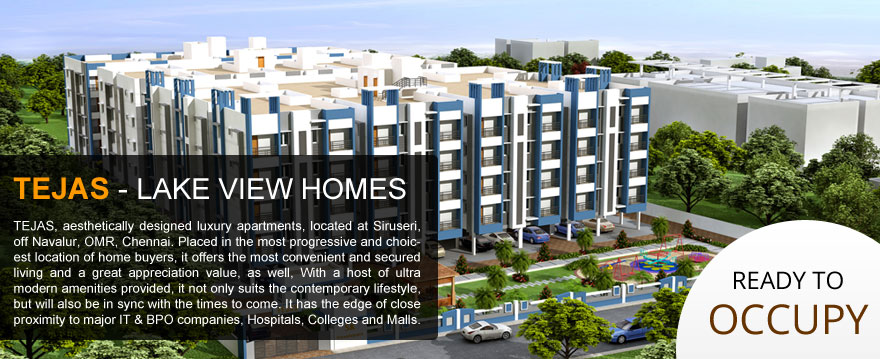 TEJAS - LAKE VIEW HOMES
TEJAS, aesthetically designed luxury apartments, located at Siruseri,
off Navalur, OMR, Chennai. Placed in the most progressive and choic-
est location of home buyers, it offers the most convenient and secured
living and a great appreciation value, as well, With a host of ultra
modern amenities provided, it not only suits the contemporary lifestyle,
but will also be in sync with the times to come. It has the edge of close
proximity to major IT & BPO companies, Hospitals, Colleges and Malls.
READY TO
OCCUPY